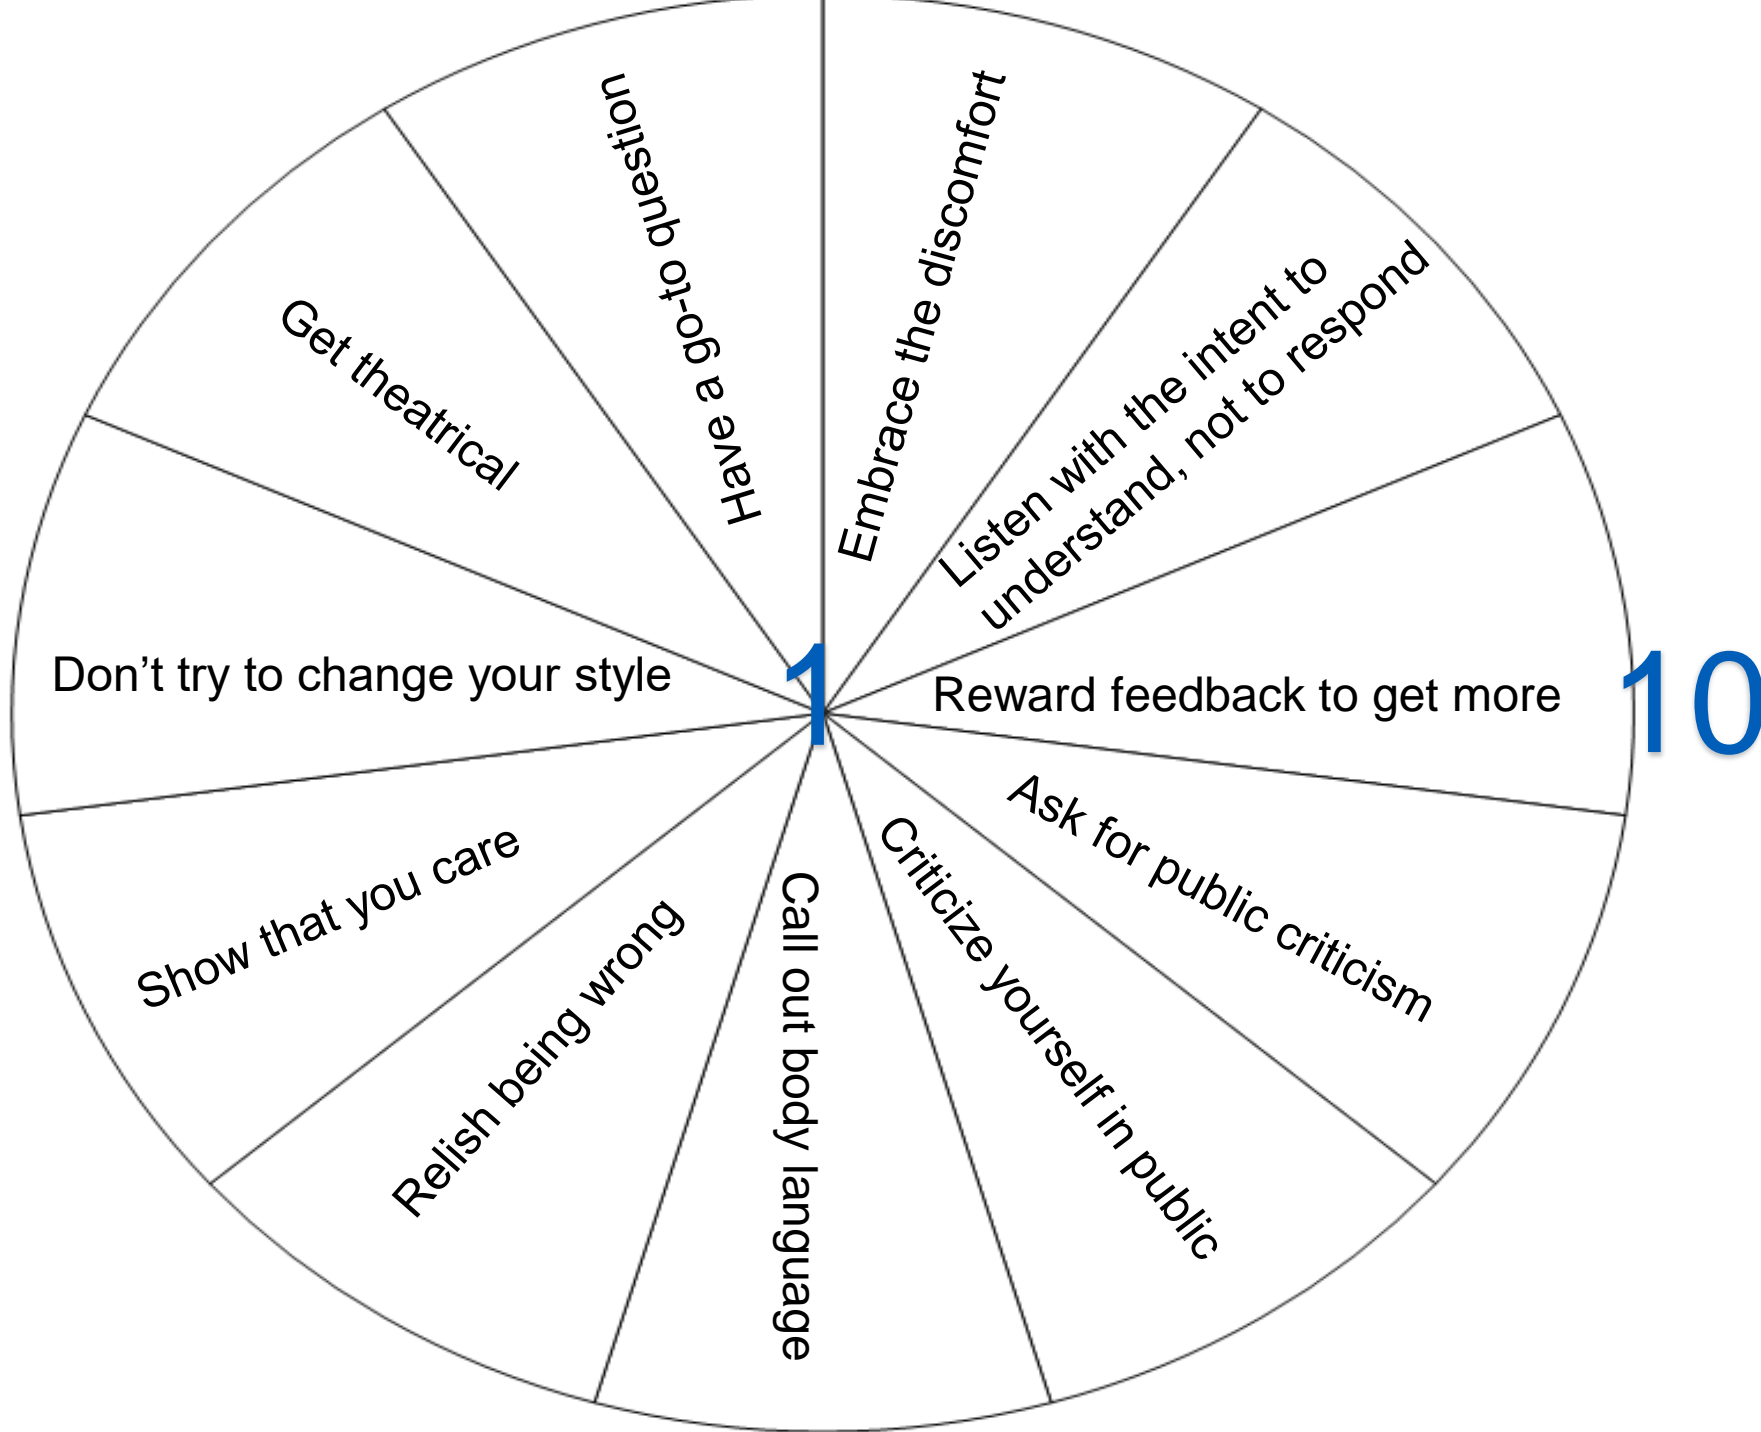 Embrace the discomfort
Listen with the intent to
understand, not to respond
Reward feedback to get more
Ask for public criticism
Criticize yourself in public
Call out body language
Relish being wrong
Show that you care
Don’t try to change your style
Get theatrical
Have a go-to question
1
10